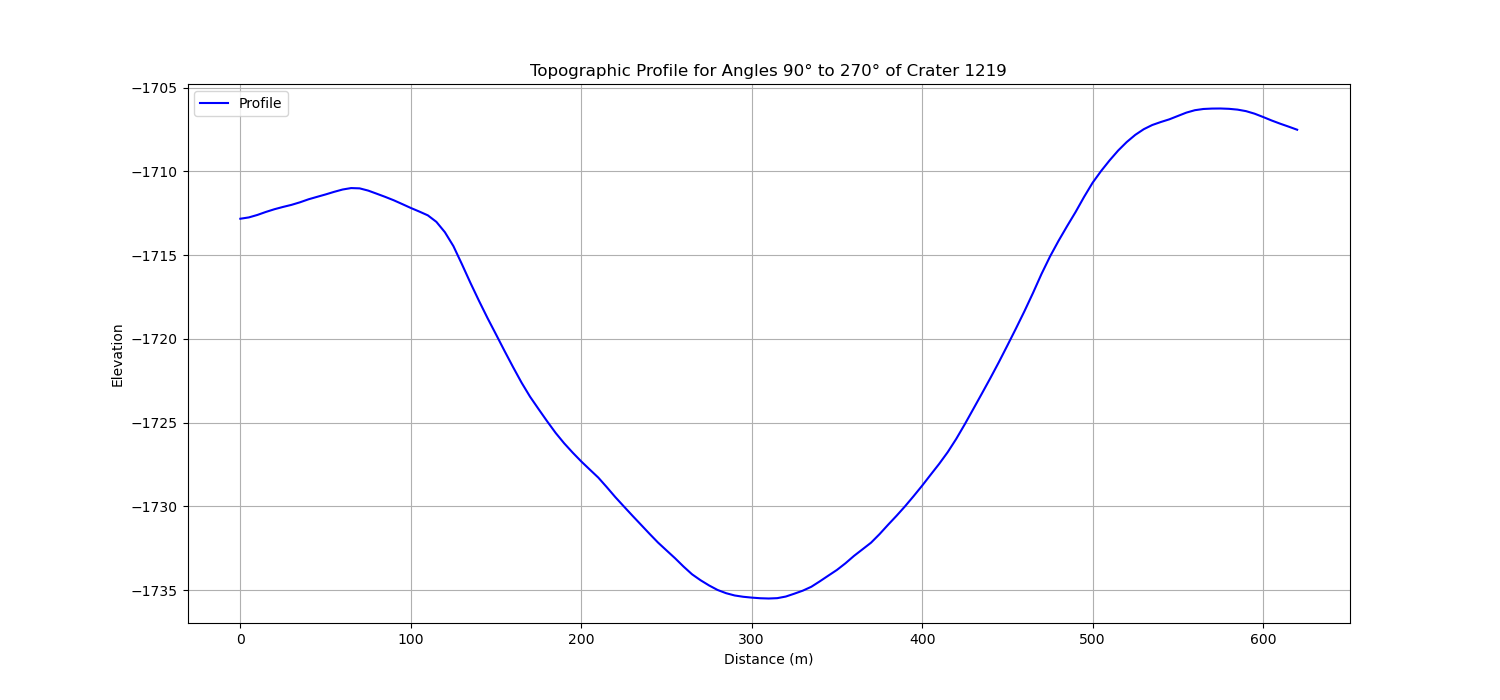 Topographic Profile for Angles 90° to 270° of Crater 1219
Profile
−1705
−1710
−1715
−1720
−1725
−1730
−1735
Elevation
0 100 200 300 400 500 600
Distance (m)